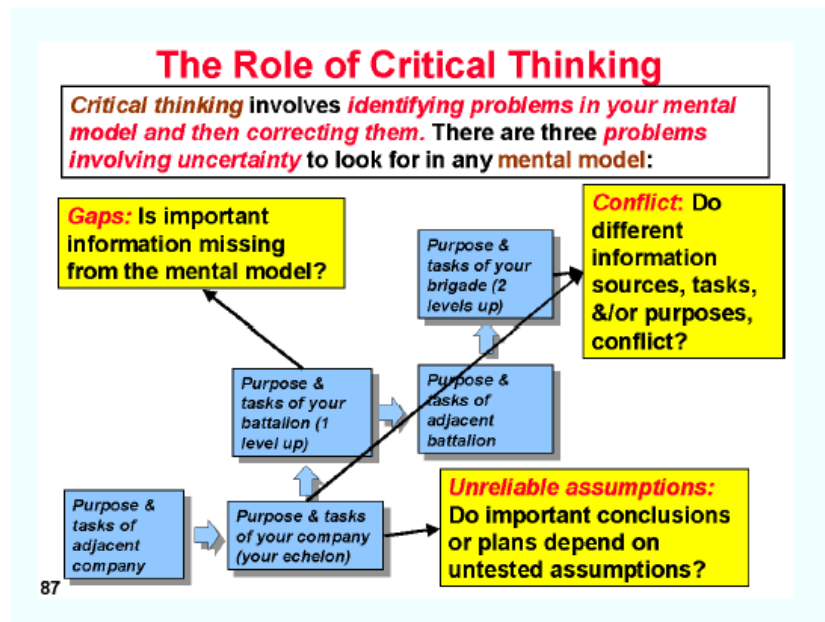 The Role of Critical Thinking
Critical thinking involves identifying problems in your mental
model and then correcting them. There are three problems
involving uncertainty to look for in any mental model:
Gaps: Is important
information missing
from the mental model?
Conflict: Do
different
information
sources, tasks,
&/or purposes,
conflict?
Purpose &
tasks of your
brigade (2
levels up)
Purpose &
tasks of your
battalion (1
level up)
Purpose &
tasks of
adjacent
battalion
Purpose &
tasks of
adjacent
company
Purpose & tasks
of your company
(your echelon)
Unreliable assumptions:
Do important conclusions
or plans depend on
untested assumptions?
87